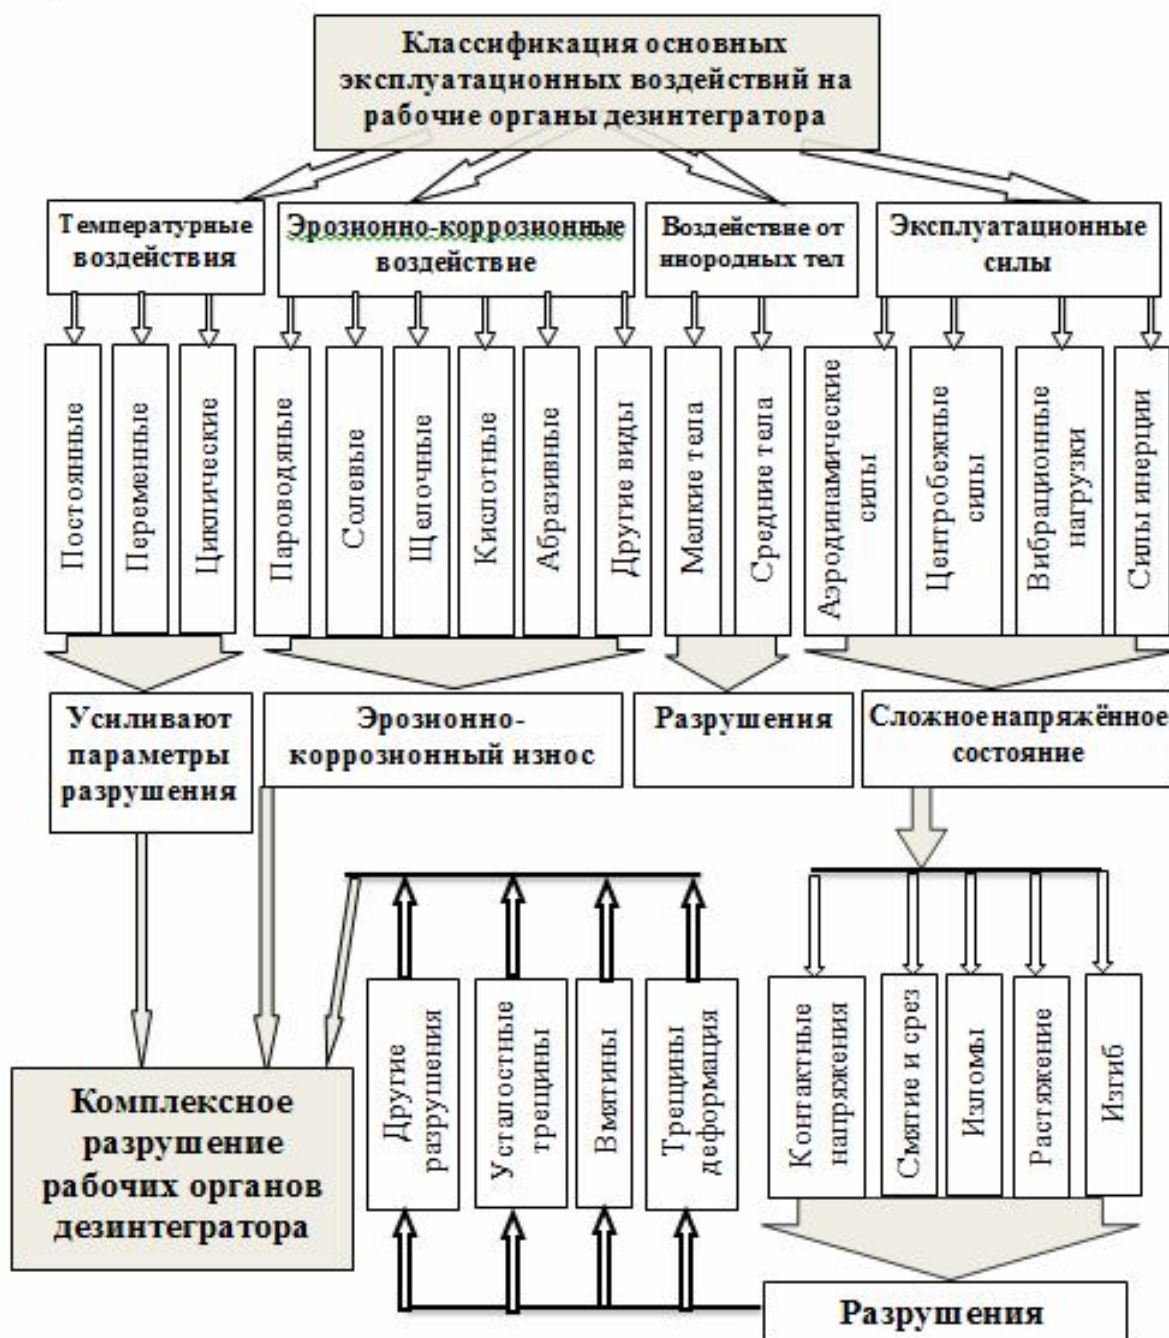 Классификация основных
эксплуатационных воздействий на
рабочие органы дезинтегратора
Температурные
воздействия
Эрозионно-коррозионные
воздействие
Воздействие от
инородных тел
Эксплуатационные
силы
Постоянные
Переменные
Циклические
Пароводяные
Солевые
Щелочные
Кислотные
Абразивные
Другие виды
Мелкие тела
Средние тела
Аэродинамические
силы
Центробежные
силы
Вибрационные
нагрузки
Силы инерции
Усиливают
параметры
разрушения
Эрозионно-
коррозионный износ
Разрушения
Сложное напряжённое
состояние
Комплексное
разрушение
рабочих органов
дезинтегратора
Другие
разрушения
Усталостные
трещины
Вмятины
Трещины
деформация
Контактные
напряжения
Смятие и срез
Изломы
Растяжение
Изгиб
Разрушения